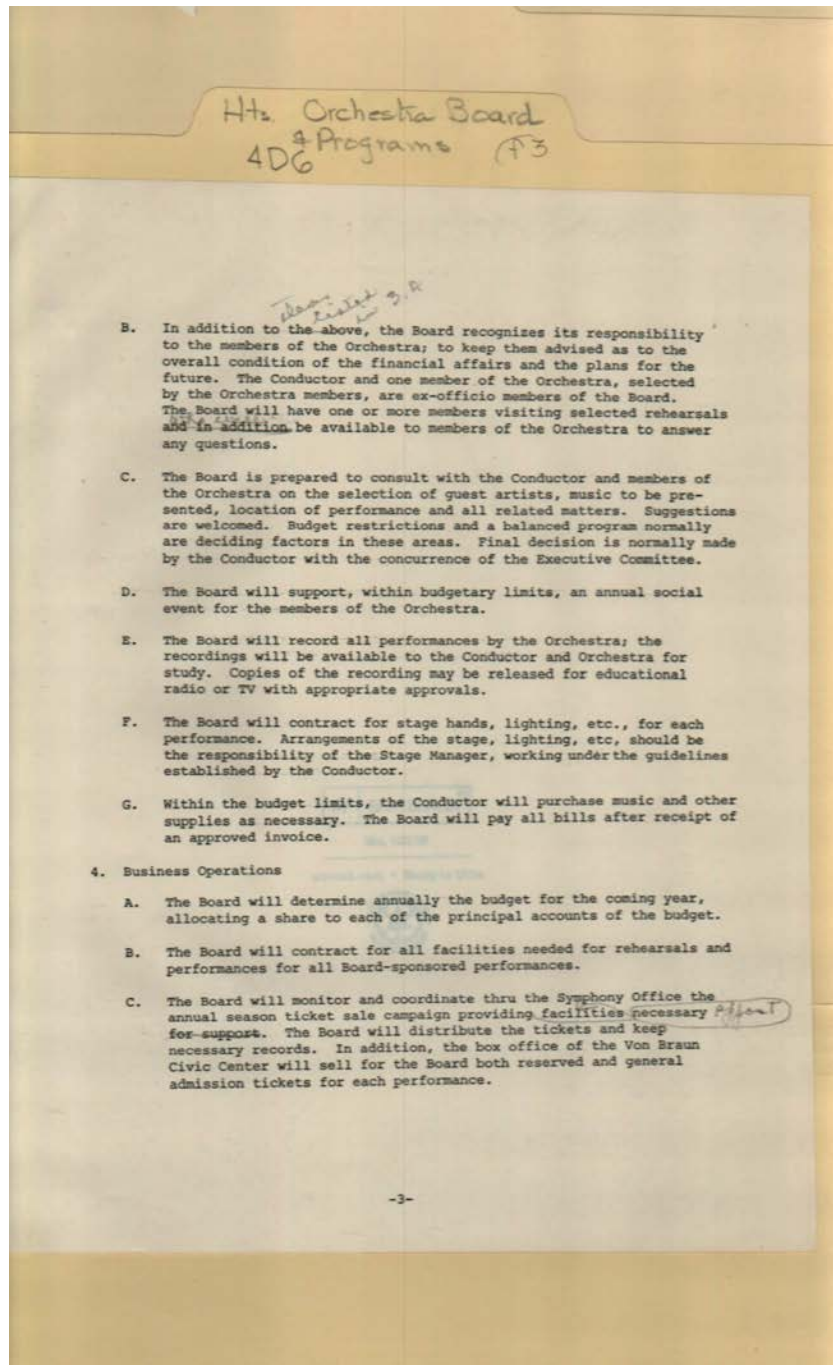 Hts. Orchestra Board
& Programs
4D6 f3
items
listed
in 3.A
B. In addition to the above, the Board recognizes its responsibility
to the members of the Orchestra; to keep them advised as to the
overall condition of the financial affairs and the plans for the
future. The Conductor and one member of the Orchestra, selected
by the Orchestra members, are ex-officio members of the Board.
The Board will have one or more members visiting selected rehearsals
and in addition be available to members of the Orchestra to answer
any questions.
C. The Board is prepared to consult with the Conductor and members of
the Orchestra on the selection of guest artists, music to be pre-
sented, location of performance and all related matters. Suggestions
are welcomed. Budget restrictions and a balanced program normally
are deciding factors in these areas. Final decision is normally made
by the Conductor with the concurrence of the Executive Committee.
D. The Board will support, within budgetary limits, an annual social
event for the members of the Orchestra.
E. The Board will record all performances by the Orchestra; the
recordings will be available to the Conductor and Orchestra for
study. Copies of the recording may be released for educational
radio or TV with appropriate approvals.
F. The Board will contract for stage hands, lighting, etc., for each
performance. Arrangements of the stage, lighting, etc, should be
the responsibility of the Stage Manager, working under the guidelines
established by the Conductor.
G. Within the budget limits, the Conductor will purchase music and other
supplies as necessary. The Board will pay all bills after receipt of
an approved invoice.
4. Business Operations
A. The Board will determine annually the budget for the coming year,
allocating a share to each of the principal accounts of the budget.
B. The Board will contract for all facilities needed for rehearsals and
performances for all Board-sponsored performances.
C. The Board will monitor and coordinate thru the Symphony Office the
annual season ticket sale campaign providing facilities necessary
for support. The Board will distribute the tickets and keep
necessary records. In addition, the box office of the Von Braun
Civic Center will sell for the Board both reserved and general
admission tickets for each performance.
-3-